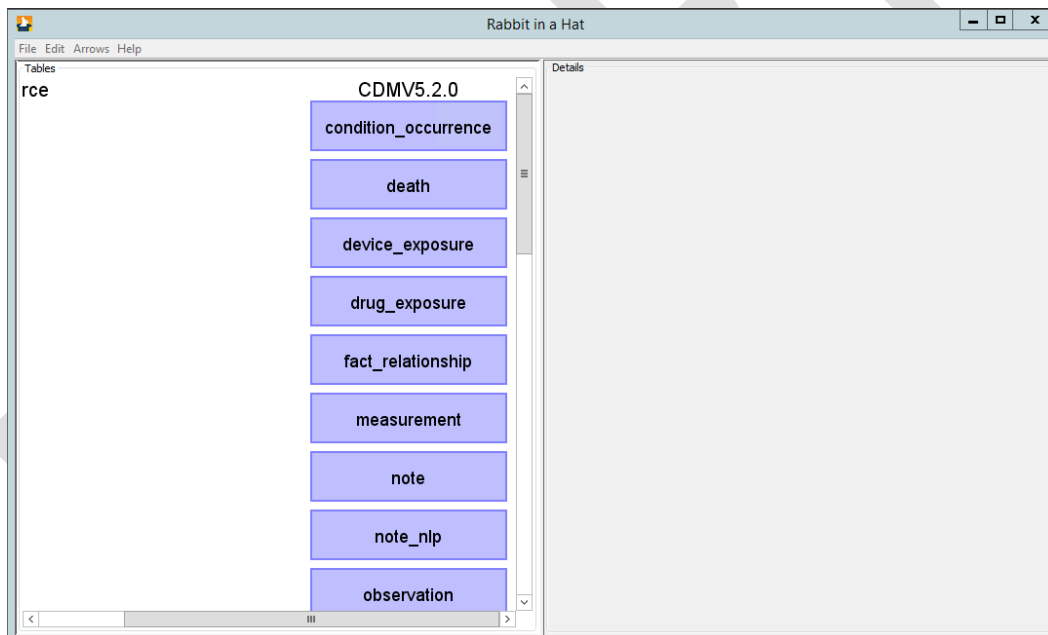 Rabbit in a Hat
File Edit Arrows Help
Tables
Details
rce
CDMV5.2.0
condition_occurrence
death
device_exposure
drug_exposure
fact_relationship
measurement
note
note_nlp
observation